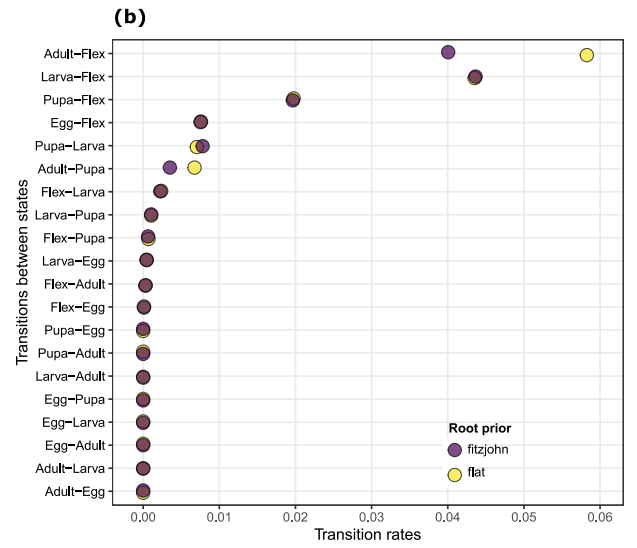 (b)
Adult–Flex
Larva–Flex
Pupa–Flex
Egg–Flex
Pupa–Larva
Adult–Pupa
Flex–Larva
Larva–Pupa
Flex–Pupa
Larva–Egg
Flex–Adult
Flex–Egg
Pupa–Egg
Pupa–Adult
Larva–Adult
Egg–Pupa
Egg–Larva
Egg–Adult
Adult–Larva
Adult–Egg
Transitions between states
Root prior
fitzjohn
flat
0.00 0.01 0.02 0.03 0.04 0.05 0.06
Transition rates